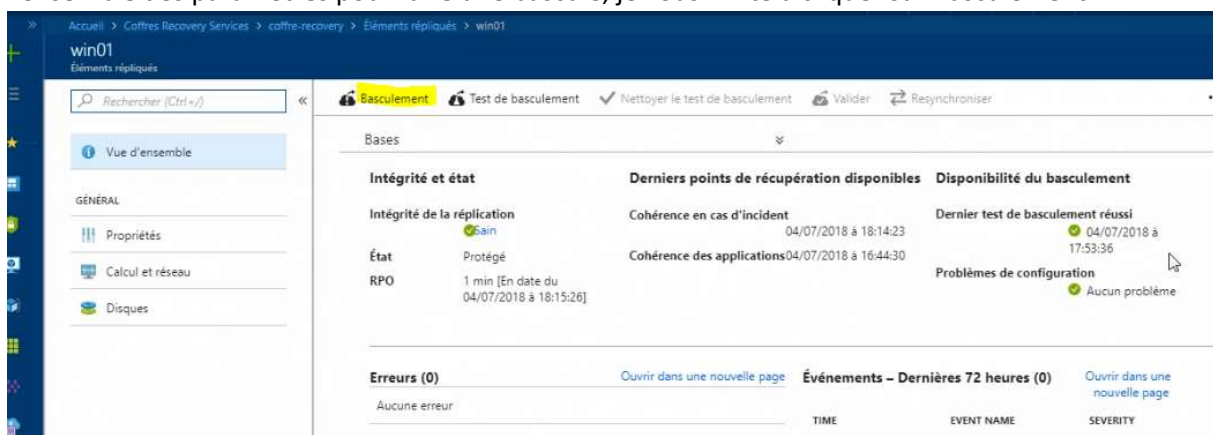 Accueil > Coffres Recovery Services > coffre-recovery > Éléments répliqués > win01
win01
Éléments répliqués
Rechercher (Ctrl+/)
Basculement
Test de basculement
Nettoyer le test de basculement
Valider
Resynchroniser
Vue d'ensemble
GÉNÉRAL
Propriétés
Calcul et réseau
Disques
Bases
Intégrité et état
Intégrité de la réplication
Sain
État Protégé
RPO 1 min [En date du
04/07/2018 à 18:15:26]
Derniers points de récupération disponibles
Cohérence en cas d'incident
04/07/2018 à 18:14:23
Cohérence des applications 04/07/2018 à 16:44:30
Disponibilité du basculement
Dernier test de basculement réussi
04/07/2018 à
17:53:36
Problèmes de configuration
Aucun problème
Erreurs (0)
Ouvrir dans une nouvelle page
Aucune erreur
Événements – Dernières 72 heures (0)
Ouvrir dans une
nouvelle page
TIME EVENT NAME SEVERITY